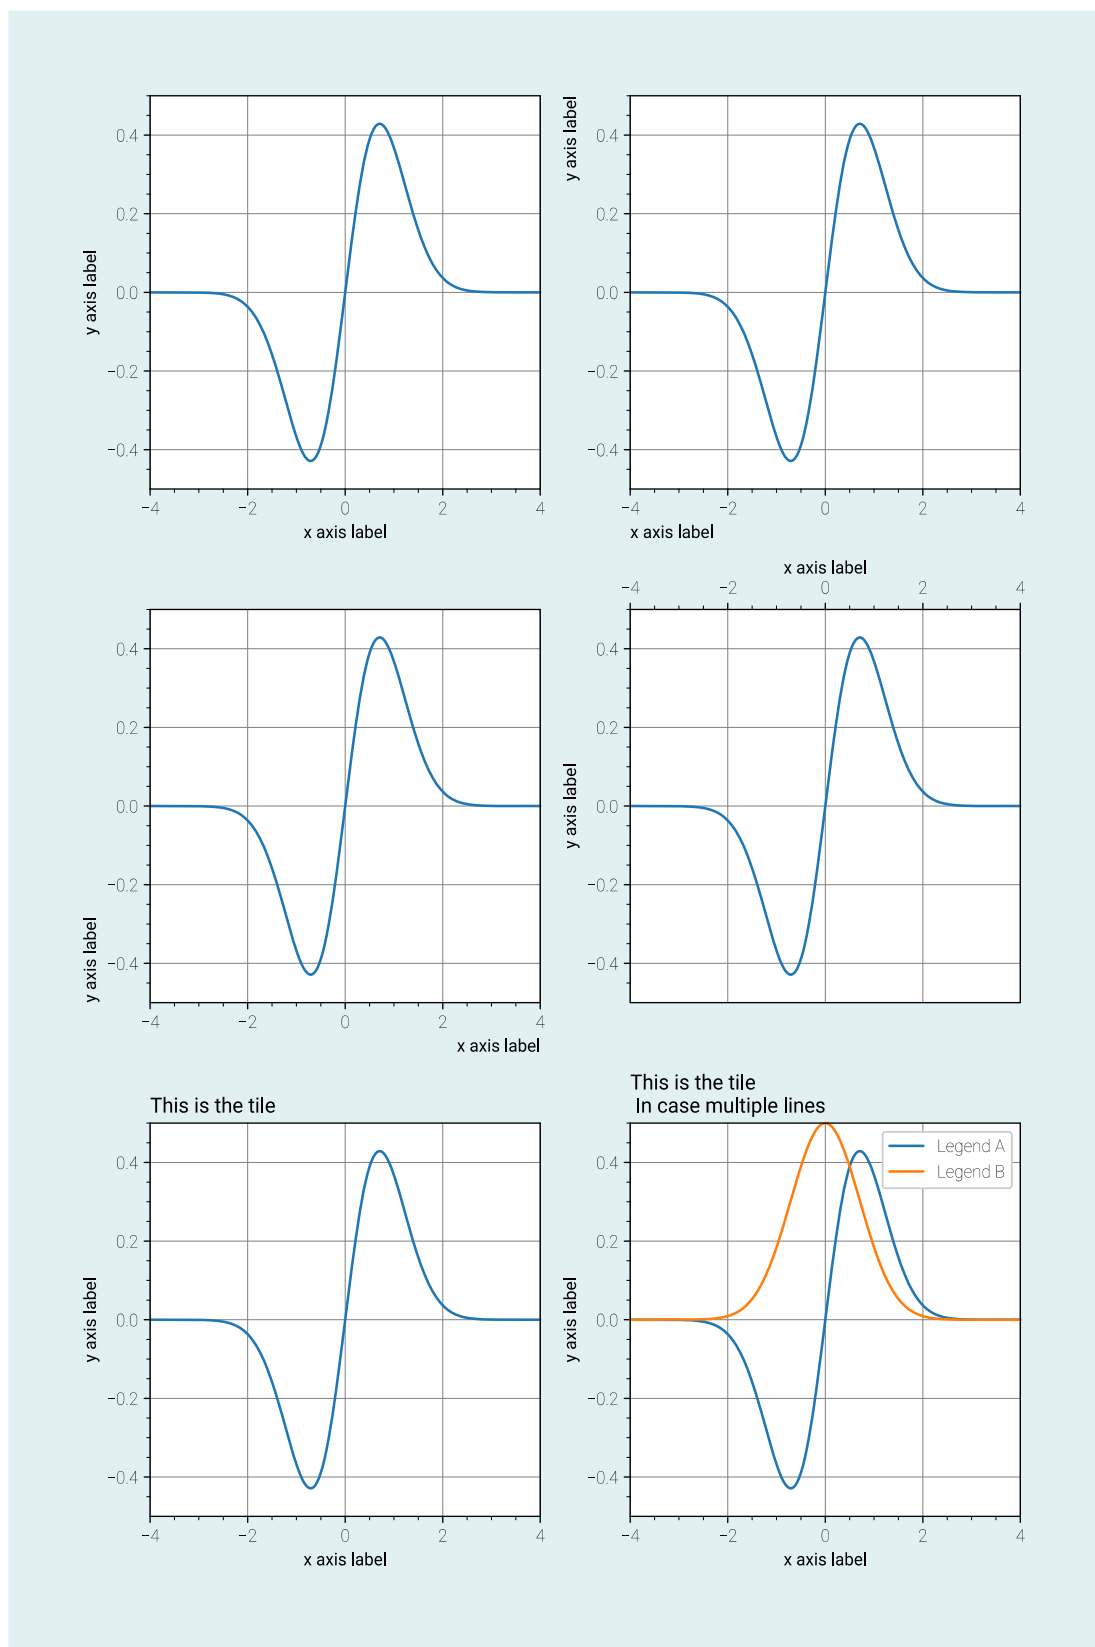 0.4
0.2
0.0
−0.2
−0.4
y axis label
−4 −2 0 2 4
x axis label
y axis label
0.4
0.2
0.0
−0.2
−0.4
−4 −2 0 2 4
x axis label
0.4
0.2
0.0
−0.2
−0.4
y axis label
−4 −2 0 2 4
x axis label
x axis label
−4 −2 0 2 4
0.4
0.2
0.0
−0.2
−0.4
y axis label
This is the tile
0.4
0.2
0.0
−0.2
−0.4
y axis label
−4 −2 0 2 4
x axis label
This is the tile
In case multiple lines
Legend A
Legend B
0.4
0.2
0.0
−0.2
−0.4
y axis label
−4 −2 0 2 4
x axis label